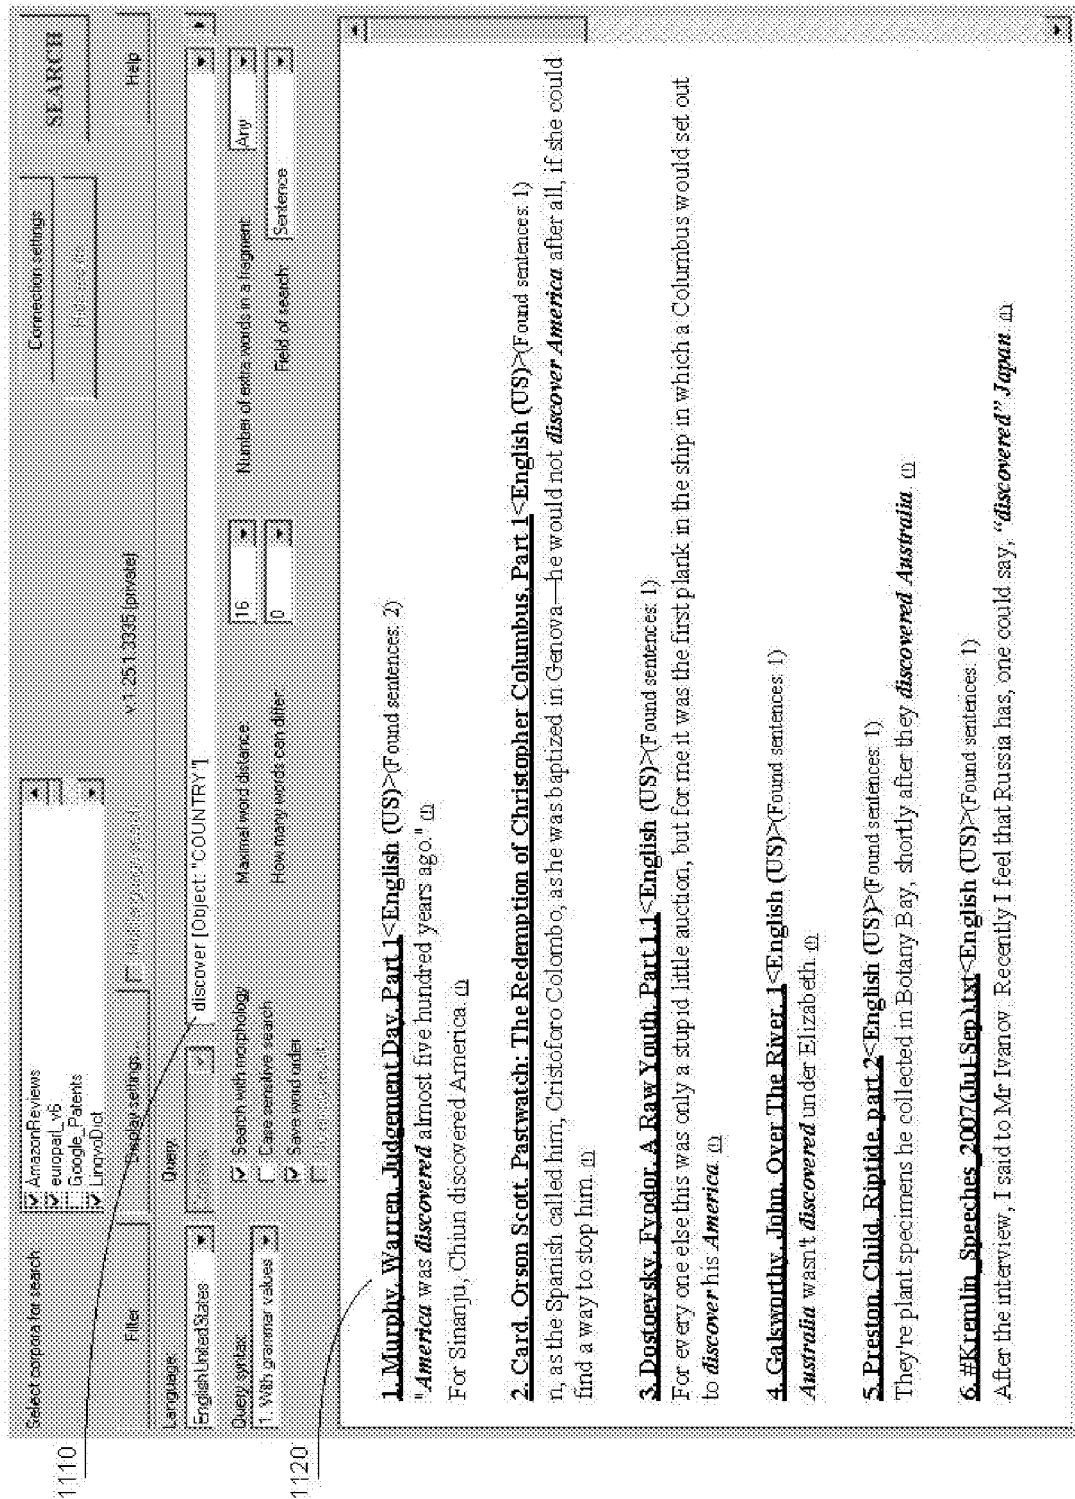 1110
1120
Select corpora for search
AmazonReviews
europarl_v6
Google_Patents
LingvoDict
Connection settings
SEARCH
Filter
Display settings
v 1.25.1.3335 [private]
Help
Language:
Query:
English United States
discover [Object: "COUNTRY"]
Query syntax:
Search with morphology
Maximal word distance:
16
Number of extra words in a fragment:
Any
1. With grammar values
Case sensitive search
How many words can differ:
0
Field of search:
Sentence
Save word order
1. Murphy, Warren. Judgement Day. Part 1<English (US)>(Found sentences: 2)
"America was discovered almost five hundred years ago." (1)
For Sinanju, Chiun discovered America. (1)
2. Card, Orson Scott. Pastwatch: The Redemption of Christopher Columbus. Part 1<English (US)>(Found sentences: 1)
n, as the Spanish called him, Cristoforo Colombo, as he was baptized in Genova—he would not discover America after all, if she could
find a way to stop him. (1)
3. Dostoevsky, Fyodor. A Raw Youth. Part 1.1<English (US)>(Found sentences: 1)
For every one else this was only a stupid little auction, but for me it was the first plank in the ship in which a Columbus would set out
to discover his America. (1)
4. Galsworthy, John. Over The River. 1<English (US)>(Found sentences: 1)
Australia wasn't discovered under Elizabeth. (1)
5. Preston, Child. Riptide. part 2<English (US)>(Found sentences: 1)
They're plant specimens he collected in Botany Bay, shortly after they discovered Australia. (1)
6. #Kremlin_Speeches_2007(Jul-Sep).txt<English (US)>(Found sentences: 1)
After the interview, I said to Mr Ivanov. Recently I feel that Russia has, one could say, "discovered" Japan. (1)